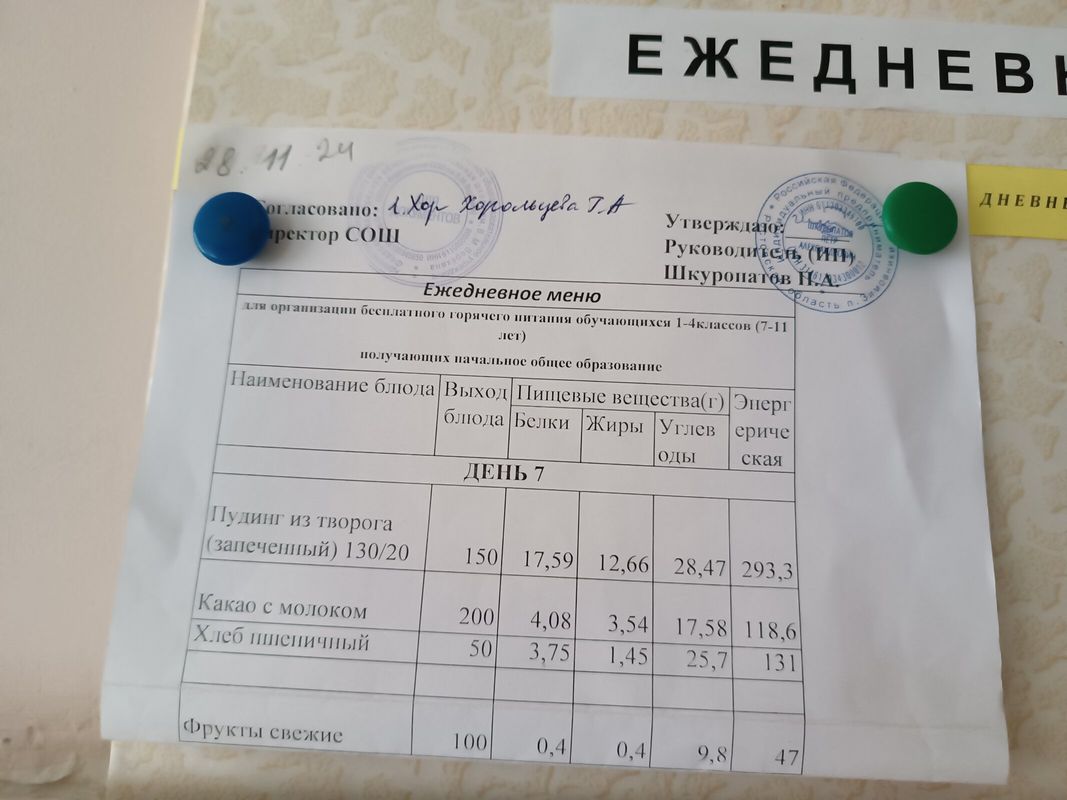 ЕЖЕДНЕВ
28.11.24
огласовано: Хорольцева Т.А
иректор СОШ
Утверждаю:
Руководитель (ИП)
Шкуропатов П.А.
ДНЕВН
Ежедневное меню
для организации бесплатного горячего питания обучающихся 1-4классов (7-11
лет)
получающих начальное общее образование
Наименование блюда Выход блюда Пищевые вещества(г) Энерг ериче ская
Белки Жиры Углев оды
ДЕНЬ 7
Пудинг из творога
(запеченный) 130/20 150 17,59 12,66 28,47 293,3
Какао с молоком 200 4,08 3,54 17,58 118,6
Хлеб пшеничный 50 3,75 1,45 25,7 131
Фрукты свежие 100 0,4 0,4 9,8 47